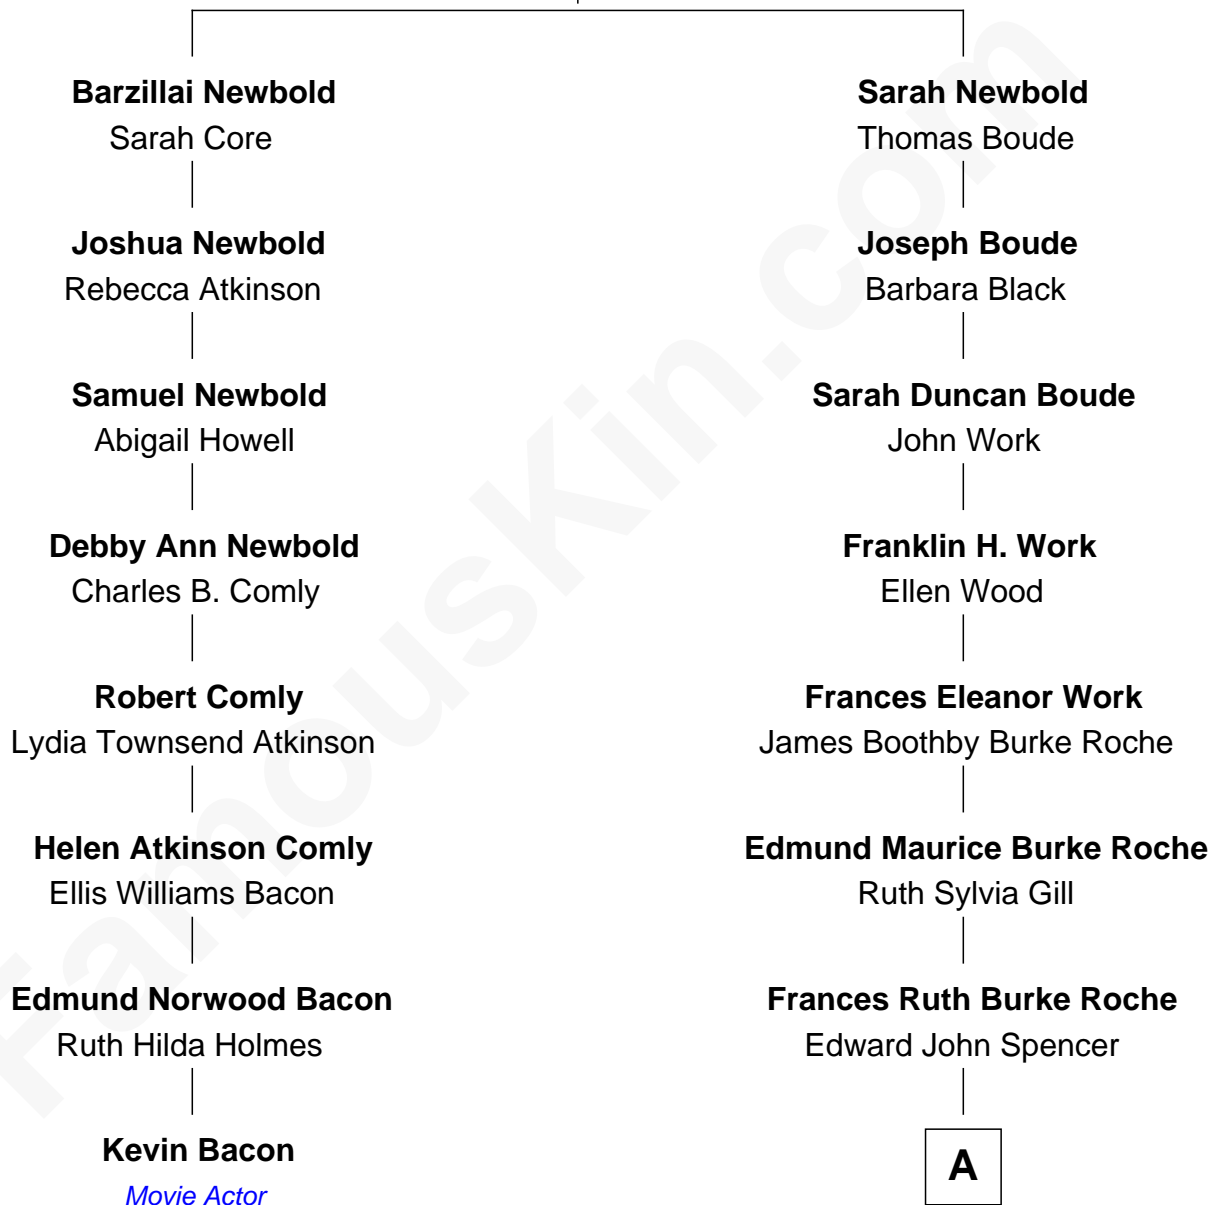 Barzillai Newbold
Sarah Core
Joshua Newbold
Rebecca Atkinson
Samuel Newbold
Abigail Howell
Debby Ann Newbold
Charles B. Comly
Robert Comly
Lydia Townsend Atkinson
Helen Atkinson Comly
Ellis Williams Bacon
Edmund Norwood Bacon
Ruth Hilda Holmes
Kevin Bacon
Movie Actor
Sarah Newbold
Thomas Boude
Joseph Boude
Barbara Black
Sarah Duncan Boude
John Work
Franklin H. Work
Ellen Wood
Frances Eleanor Work
James Boothby Burke Roche
Edmund Maurice Burke Roche
Ruth Sylvia Gill
Frances Ruth Burke Roche
Edward John Spencer
A
FamousKin.com